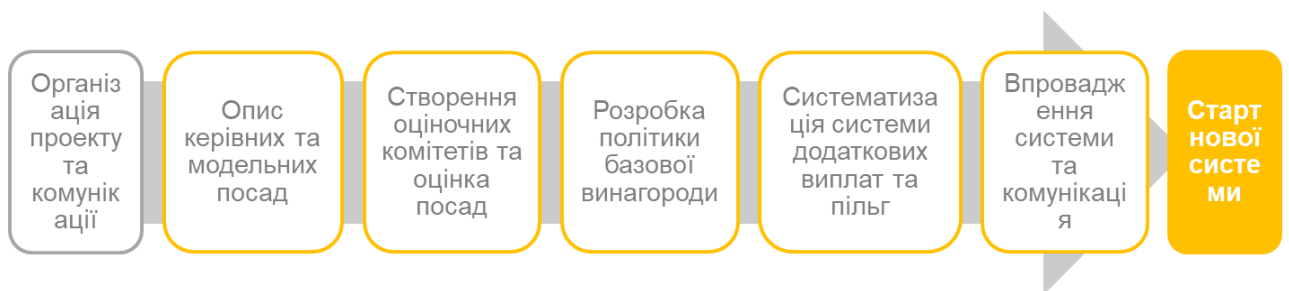 Організ
ація
проекту
та
комунік
ації
Опис
керівних та
модельних
посад
Створення
оціночних
комітетів та
оцінка
посад
Розробка
політики
базової
винагороди
Систематиза
ція системи
додаткових
виплат та
пільг
Впровадж
ення
системи
та
комунікаці
я
Старт
нової
систе
ми